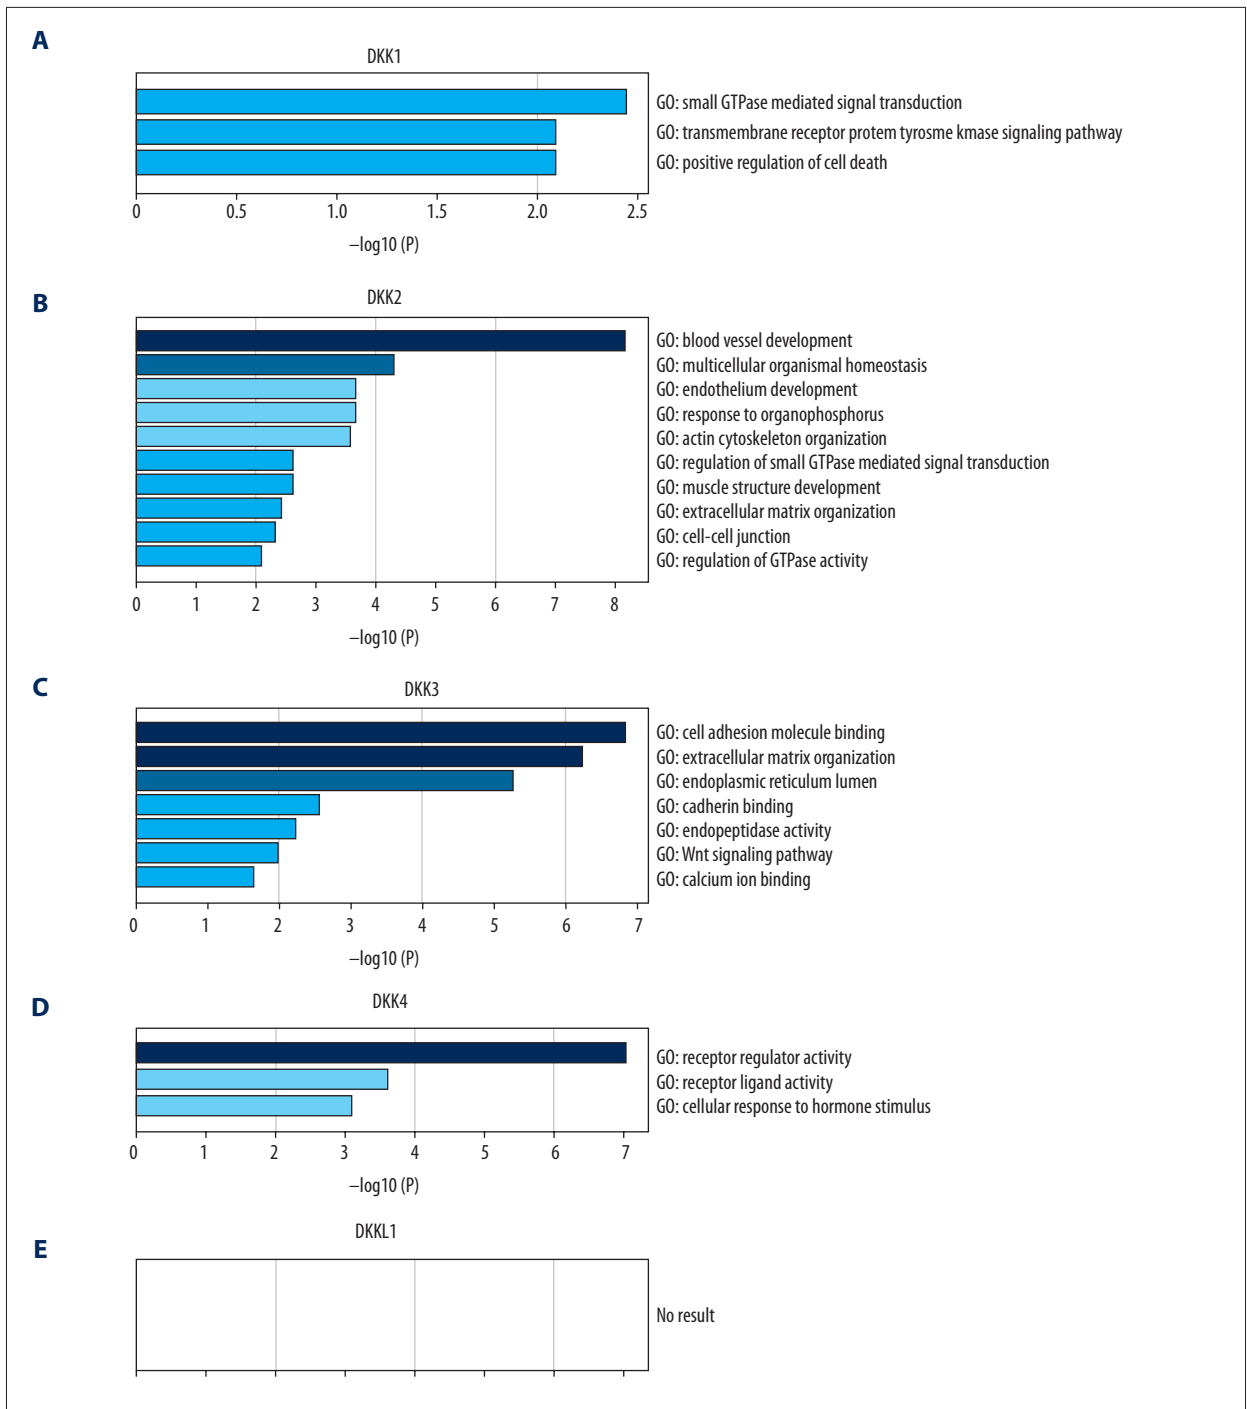 A
DKK1
GO: small GTPase mediated signal transduction
GO: transmembrane receptor protem tyrosme kmase signaling pathway
GO: positive regulation of cell death
0 0.5 1.0 1.5 2.0 2.5
–log10 (P)
B
DKK2
GO: blood vessel development
GO: multicellular organismal homeostasis
GO: endothelium development
GO: response to organophosphorus
GO: actin cytoskeleton organization
GO: regulation of small GTPase mediated signal transduction
GO: muscle structure development
GO: extracellular matrix organization
GO: cell-cell junction
GO: regulation of GTPase activity
0 1 2 3 4 5 6 7 8
–log10 (P)
C
DKK3
GO: cell adhesion molecule binding
GO: extracellular matrix organization
GO: endoplasmic reticulum lumen
GO: cadherin binding
GO: endopeptidase activity
GO: Wnt signaling pathway
GO: calcium ion binding
0 1 2 3 4 5 6 7
–log10 (P)
D
DKK4
GO: receptor regulator activity
GO: receptor ligand activity
GO: cellular response to hormone stimulus
0 1 2 3 4 5 6 7
–log10 (P)
E
DKKL1
No result